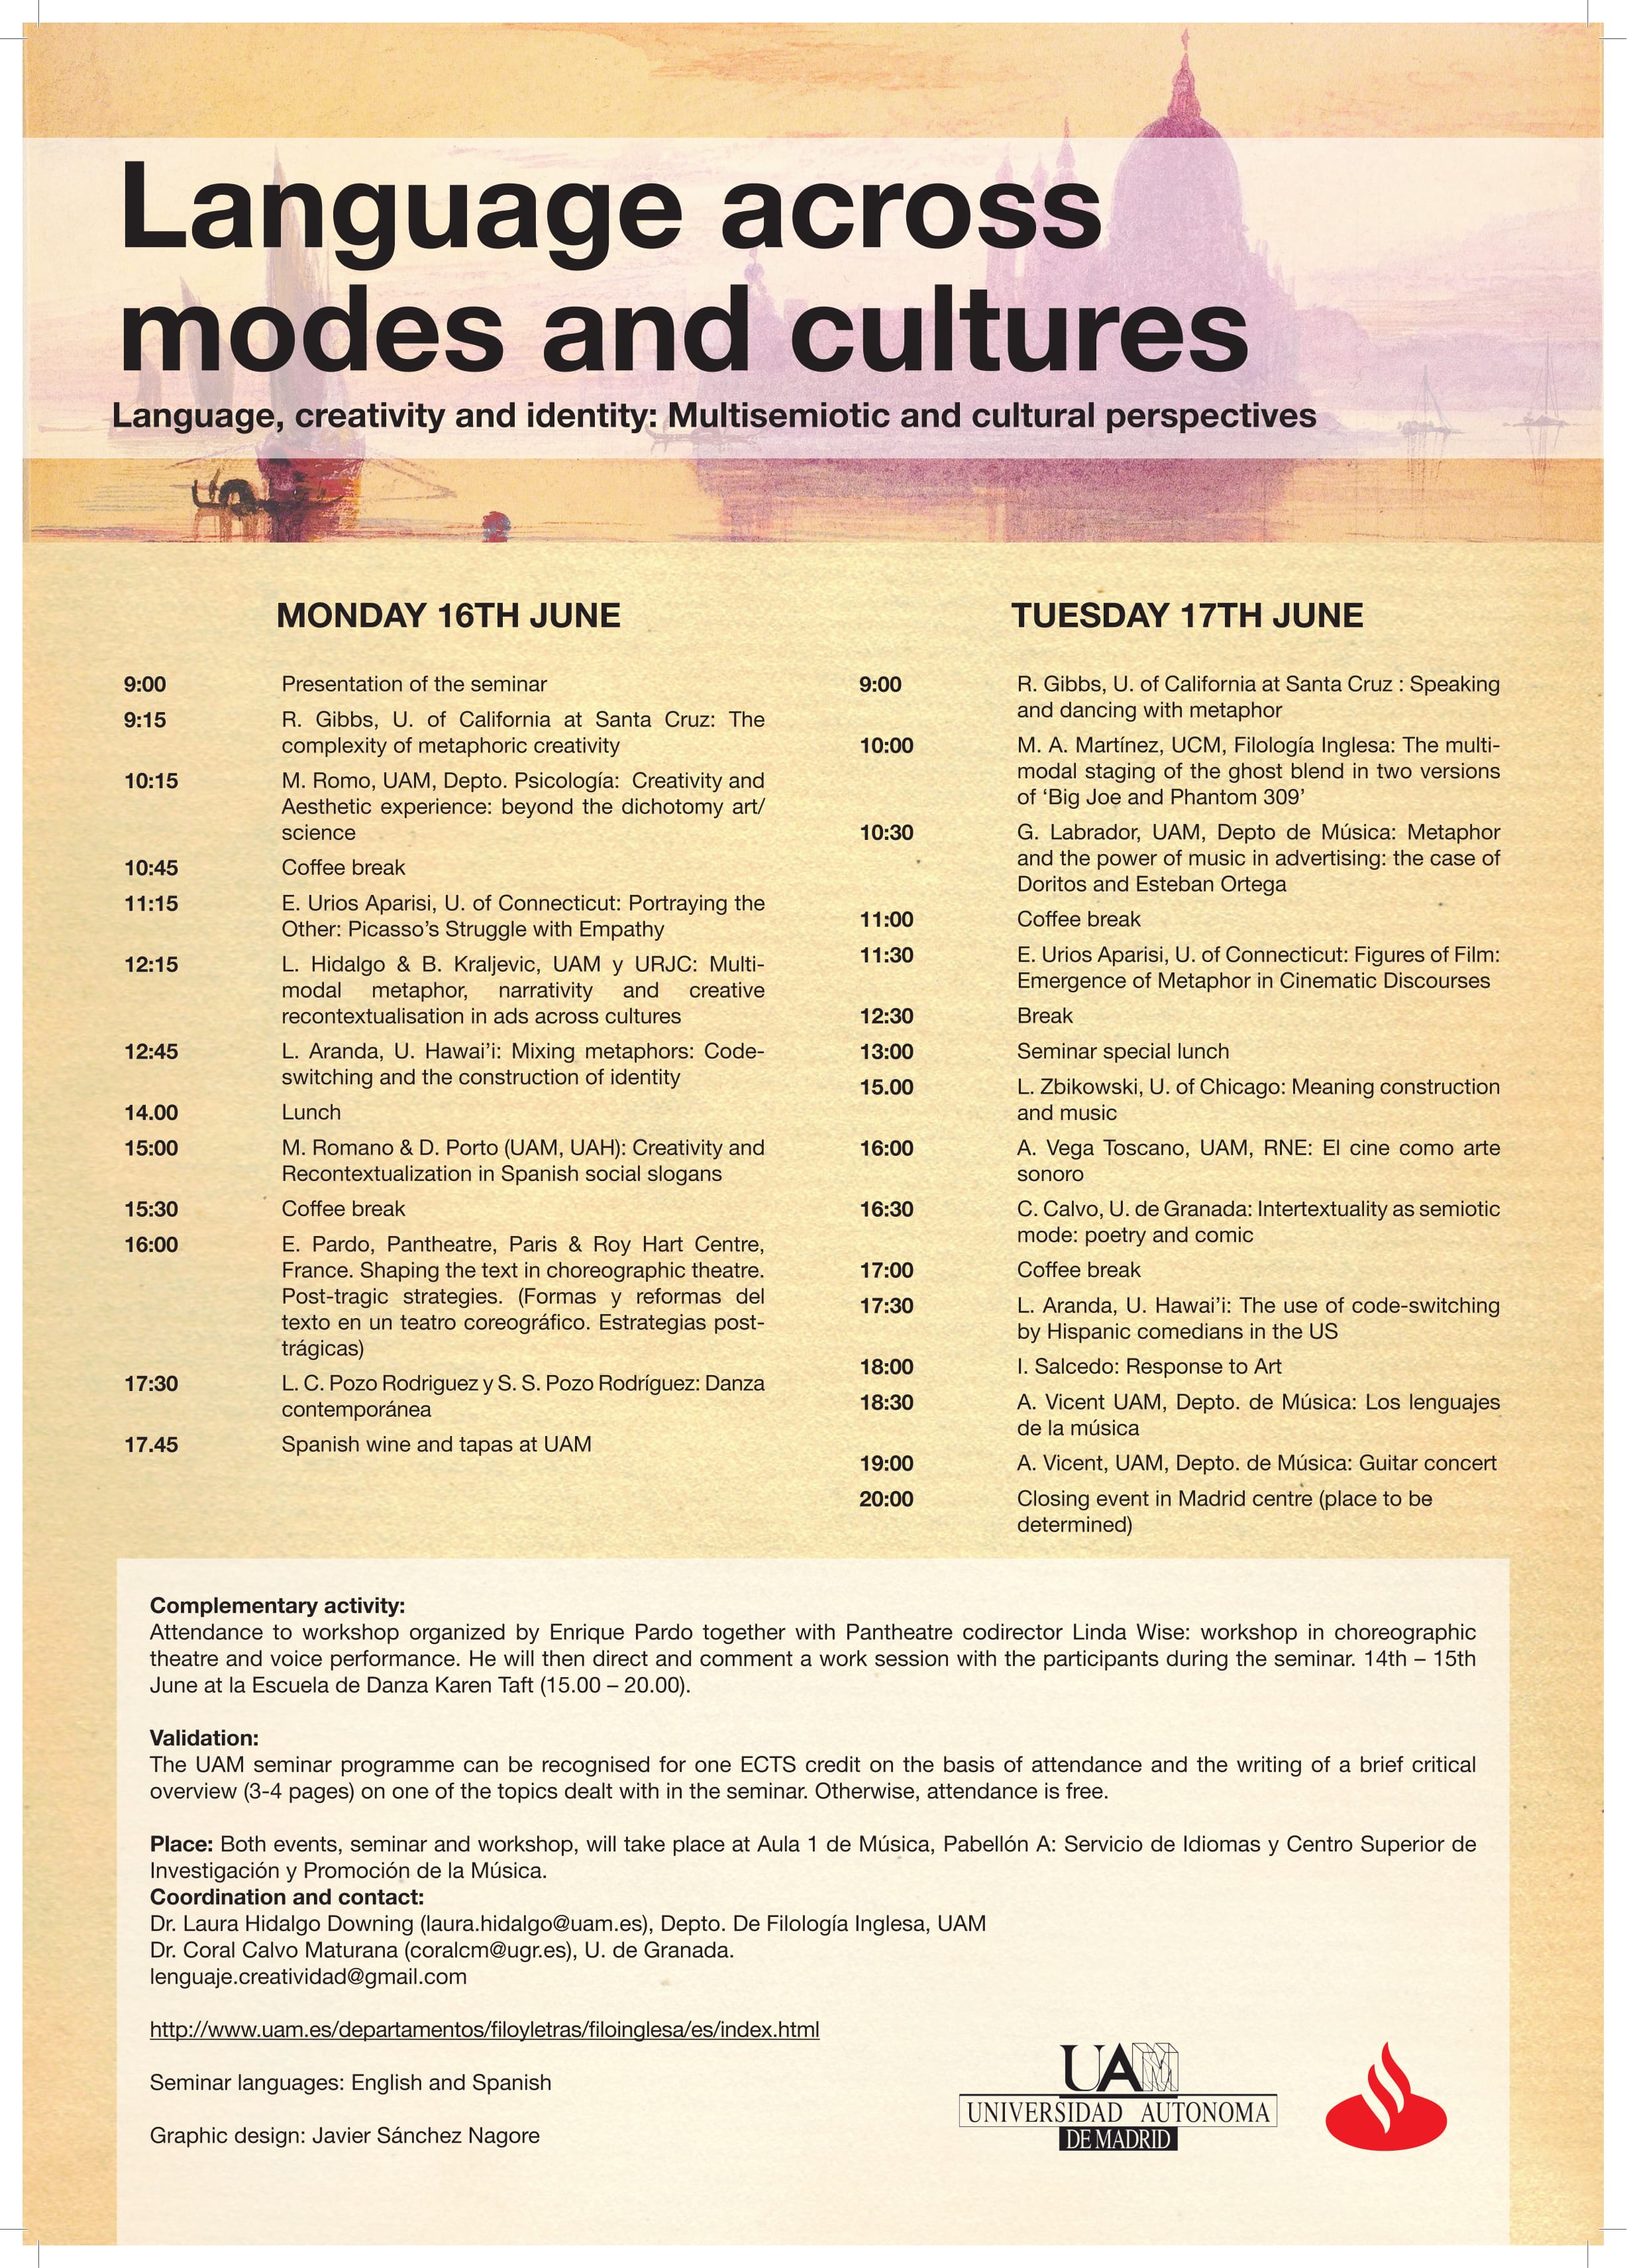 Language across
modes and cultures
Language, creativity and identity: Multisemiotic and cultural perspectives
MONDAY 16TH JUNE
9:00 Presentation of the seminar
9:15 R. Gibbs, U. of California at Santa Cruz: The
complexity of metaphoric creativity
10:15 M. Romo, UAM, Depto. Psicología: Creativity and
Aesthetic experience: beyond the dichotomy art/
science
10:45 Coffee break
11:15 E. Urios Aparisi, U. of Connecticut: Portraying the
Other: Picasso’s Struggle with Empathy
12:15 L. Hidalgo & B. Kraljevic, UAM y URJC: Multi-
modal metaphor, narrativity and creative
recontextualisation in ads across cultures
12:45 L. Aranda, U. Hawai’i: Mixing metaphors: Code-
switching and the construction of identity
14.00 Lunch
15:00 M. Romano & D. Porto (UAM, UAH): Creativity and
Recontextualization in Spanish social slogans
15:30 Coffee break
16:00 E. Pardo, Pantheatre, Paris & Roy Hart Centre,
France. Shaping the text in choreographic theatre.
Post-tragic strategies. (Formas y reformas del
texto en un teatro coreográfico. Estrategias post-
trágicas)
17:30 L. C. Pozo Rodriguez y S. S. Pozo Rodríguez: Danza
contemporánea
17.45 Spanish wine and tapas at UAM
TUESDAY 17TH JUNE
9:00 R. Gibbs, U. of California at Santa Cruz : Speaking
and dancing with metaphor
10:00 M. A. Martínez, UCM, Filología Inglesa: The multi-
modal staging of the ghost blend in two versions
of ‘Big Joe and Phantom 309’
10:30 G. Labrador, UAM, Depto de Música: Metaphor
and the power of music in advertising: the case of
Doritos and Esteban Ortega
11:00 Coffee break
11:30 E. Urios Aparisi, U. of Connecticut: Figures of Film:
Emergence of Metaphor in Cinematic Discourses
12:30 Break
13:00 Seminar special lunch
15.00 L. Zbikowski, U. of Chicago: Meaning construction
and music
16:00 A. Vega Toscano, UAM, RNE: El cine como arte
sonoro
16:30 C. Calvo, U. de Granada: Intertextuality as semiotic
mode: poetry and comic
17:00 Coffee break
17:30 L. Aranda, U. Hawai’i: The use of code-switching
by Hispanic comedians in the US
18:00 I. Salcedo: Response to Art
18:30 A. Vicent UAM, Depto. de Música: Los lenguajes
de la música
19:00 A. Vicent, UAM, Depto. de Música: Guitar concert
20:00 Closing event in Madrid centre (place to be
determined)
Complementary activity:
Attendance to workshop organized by Enrique Pardo together with Pantheatre codirector Linda Wise: workshop in choreographic
theatre and voice performance. He will then direct and comment a work session with the participants during the seminar. 14th – 15th
June at la Escuela de Danza Karen Taft (15.00 – 20.00).
Validation:
The UAM seminar programme can be recognised for one ECTS credit on the basis of attendance and the writing of a brief critical
overview (3-4 pages) on one of the topics dealt with in the seminar. Otherwise, attendance is free.
Place: Both events, seminar and workshop, will take place at Aula 1 de Música, Pabellón A: Servicio de Idiomas y Centro Superior de
Investigación y Promoción de la Música.
Coordination and contact:
Dr. Laura Hidalgo Downing (laura.hidalgo@uam.es), Depto. De Filología Inglesa, UAM
Dr. Coral Calvo Maturana (coralcm@ugr.es), U. de Granada.
lenguaje.creatividad@gmail.com
http://www.uam.es/departamentos/filoyletras/filoinglesa/es/index.html
Seminar languages: English and Spanish
Graphic design: Javier Sánchez Nagore
UAM
UNIVERSIDAD AUTONOMA
DE MADRID